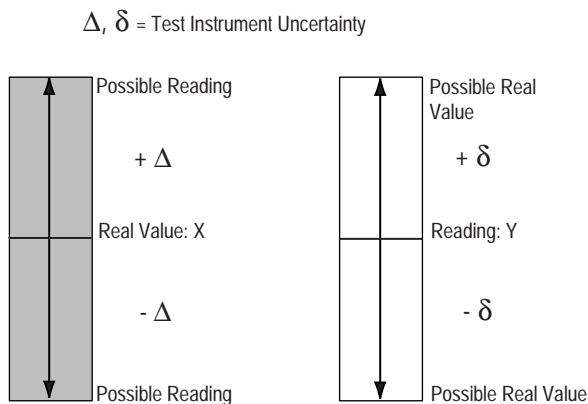 Δ, δ = Test Instrument Uncertainty
Possible Reading
+ Δ
Real Value: X
- Δ
Possible Reading
Possible Real
Value
+ δ
Reading: Y
- δ
Possible Real Value